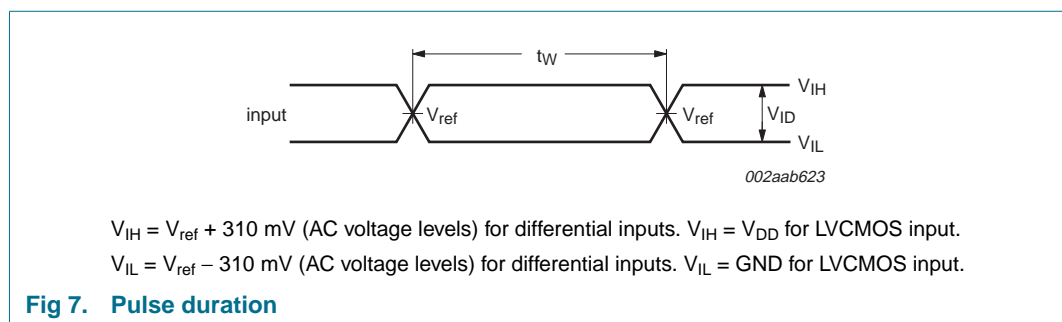 tW
VIH
input
Vref
Vref
VID
VIL
002aab623
VIH = Vref + 310 mV (AC voltage levels) for differential inputs. VIH = VDD for LVCMOS input.
VIL = Vref − 310 mV (AC voltage levels) for differential inputs. VIL = GND for LVCMOS input.
Fig 7. Pulse duration